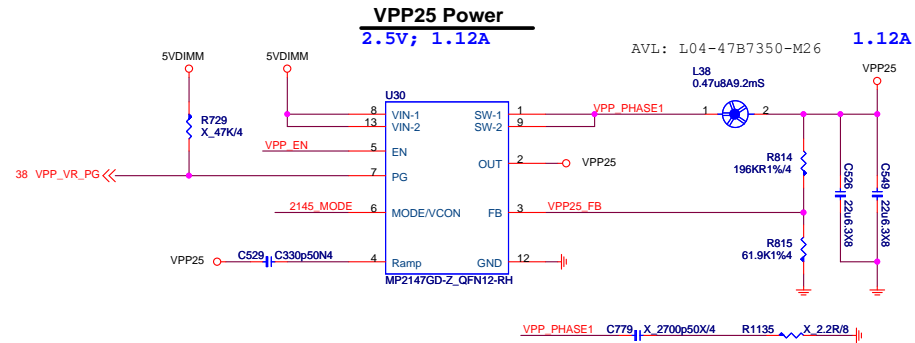 VPP25 Power
2.5V; 1.12A
AVL: L04-47B7350-M26
1.12A
5VDIMM
5VDIMM
L38
0.47u8A9.2mS
VPP25
U30
R729
X_47K/4
8
VIN-1
SW-1
1
VPP_PHASE1
1
2
13
VIN-2
SW-2
9
VPP_EN
5
EN
OUT
2
VPP25
R814
196KR1%/4
C526
22u6.3X8
C549
22u6.3X8
38 VPP_VR_PG
7
PG
2145_MODE
6
MODE/VCON
FB
3
VPP25_FB
R815
61.9K1%4
VPP25
C529
C330p50N4
4
Ramp
GND
12
MP2147GD-Z_QFN12-RH
VPP_PHASE1
C779
X_2700p50X/4
R1135
X_2.2R/8